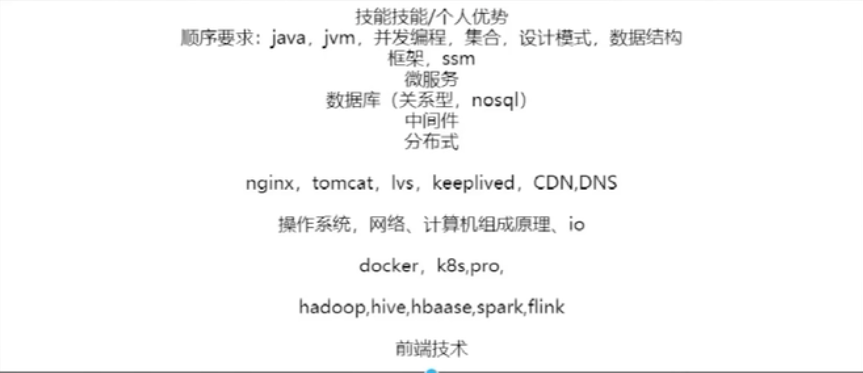 技能技能/个人优势
顺序要求：java，jvm，并发编程，集合，设计模式，数据结构
框架，ssm
微服务
数据库（关系型，nosql）
中间件
分布式
nginx，tomcat，lvs，keeplived，CDN,DNS
操作系统，网络、计算机组成原理、io
docker，k8s,pro,
hadoop,hive,hbaase,spark,flink
前端技术